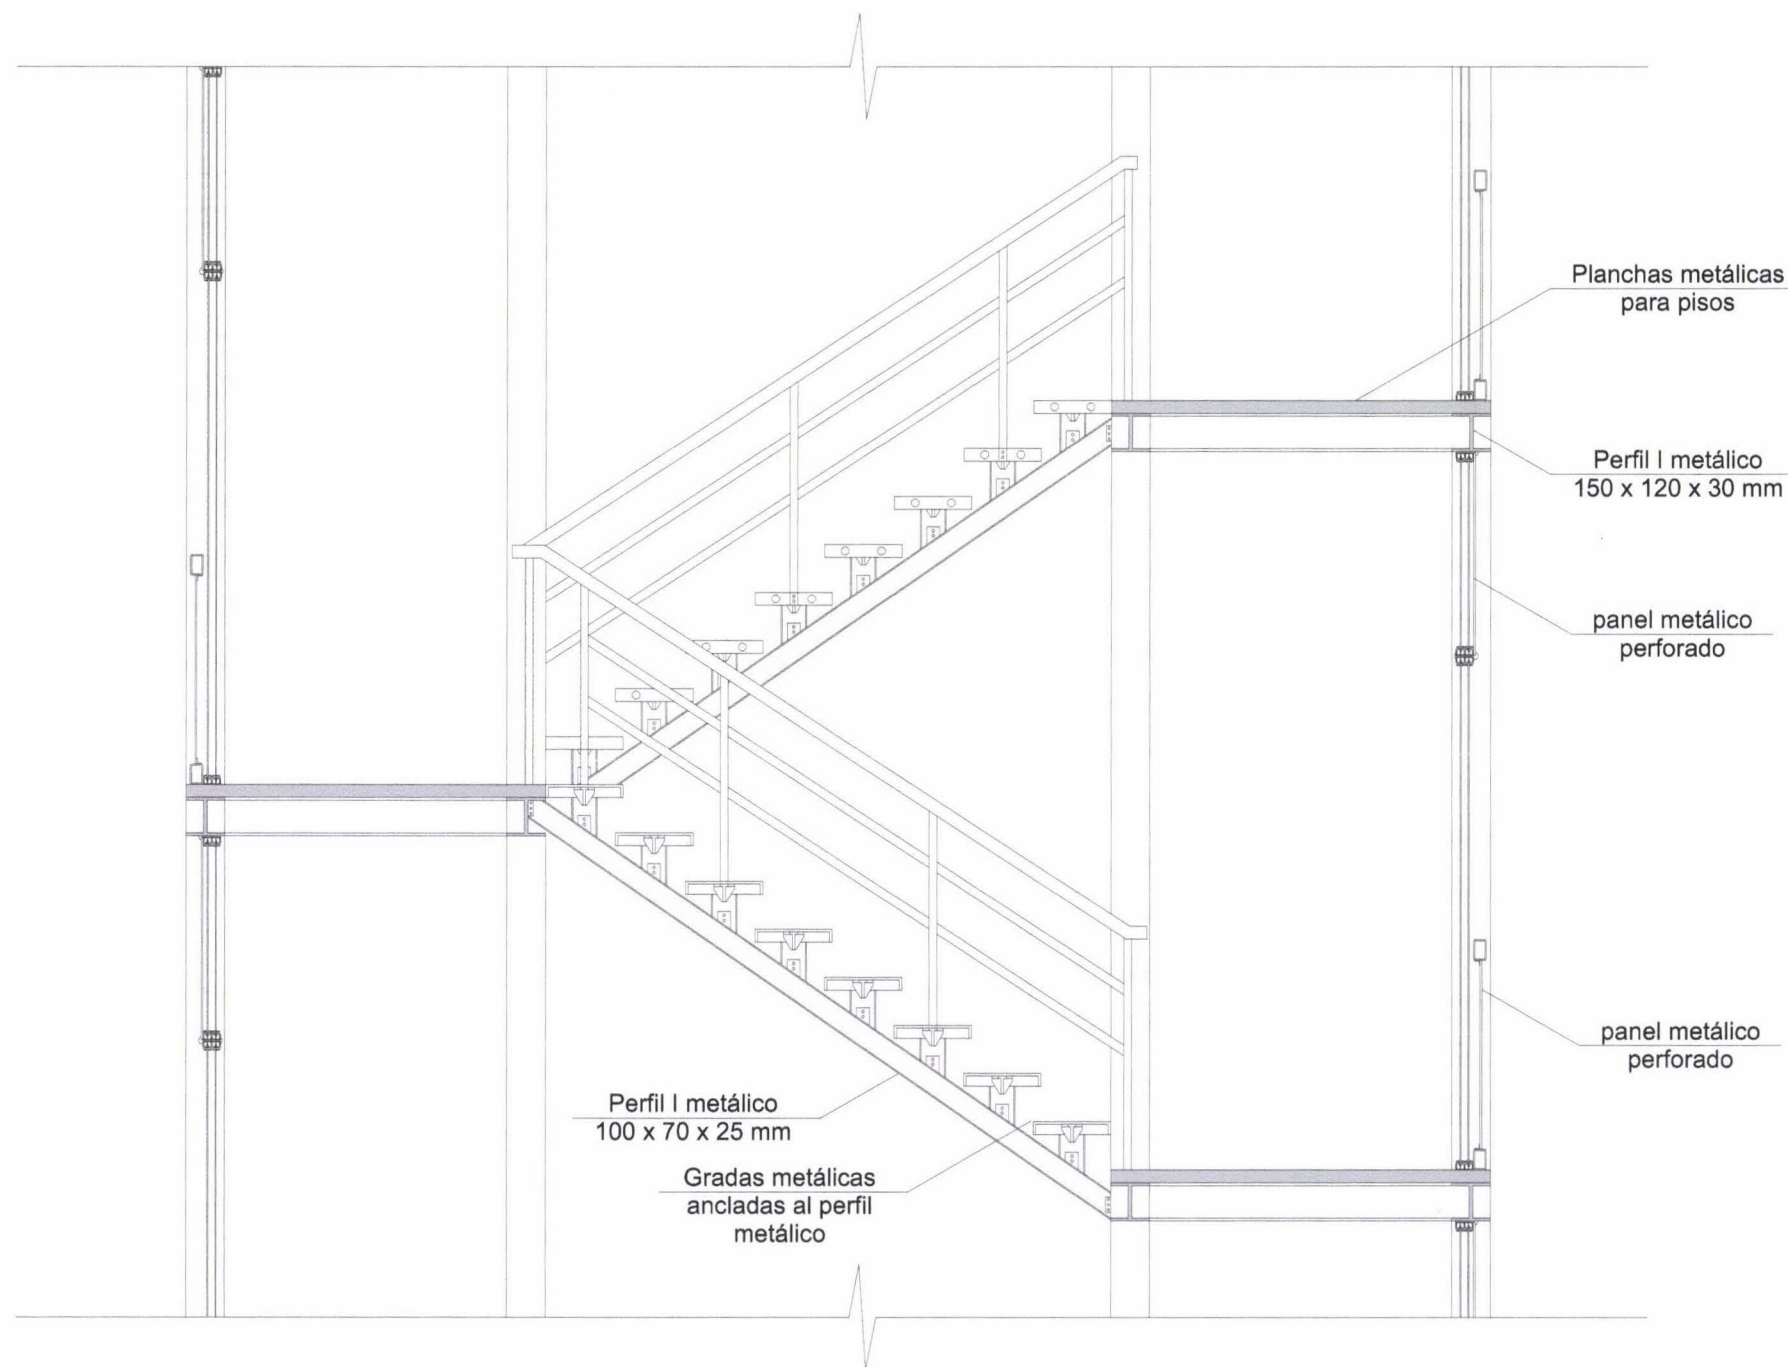 Planchas metálicas
para pisos
Perfil I metálico
150 x 120 x 30 mm
panel metálico
perforado
panel metálico
perforado
Perfil I metálico
100 x 70 x 25 mm
Gradas metálicas
ancladas al perfil
metálico